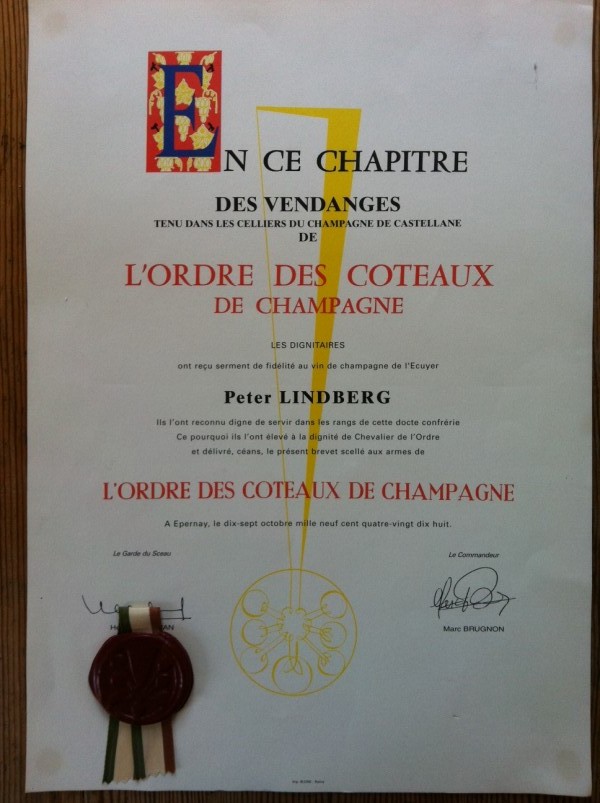 EN CE CHAPITRE
DES VENDANGES
TENU DANS LES CELLIERS DU CHAMPAGNE DE CASTELLANE
DE
L'ORDRE DES COTEAUX
DE CHAMPAGNE
LES DIGNITAIRES
ont reçu serment de fidélité au vin de champagne de l'Ecuyer
Peter LINDBERG
Ils l'ont reconnu digne de servir dans les rangs de cette docte confrérie
Ce pourquoi ils l'ont élevé à la dignité de Chevalier de l'Ordre
et délivré, céans, le présent brevet scellé aux armes de
L'ORDRE DES COTEAUX DE CHAMPAGNE
A Epernay, le dix-sept octobre mille neuf cent quatre-vingt dix huit.
Le Garde du Sceau
Le Commandeur
Marc BRUGNON